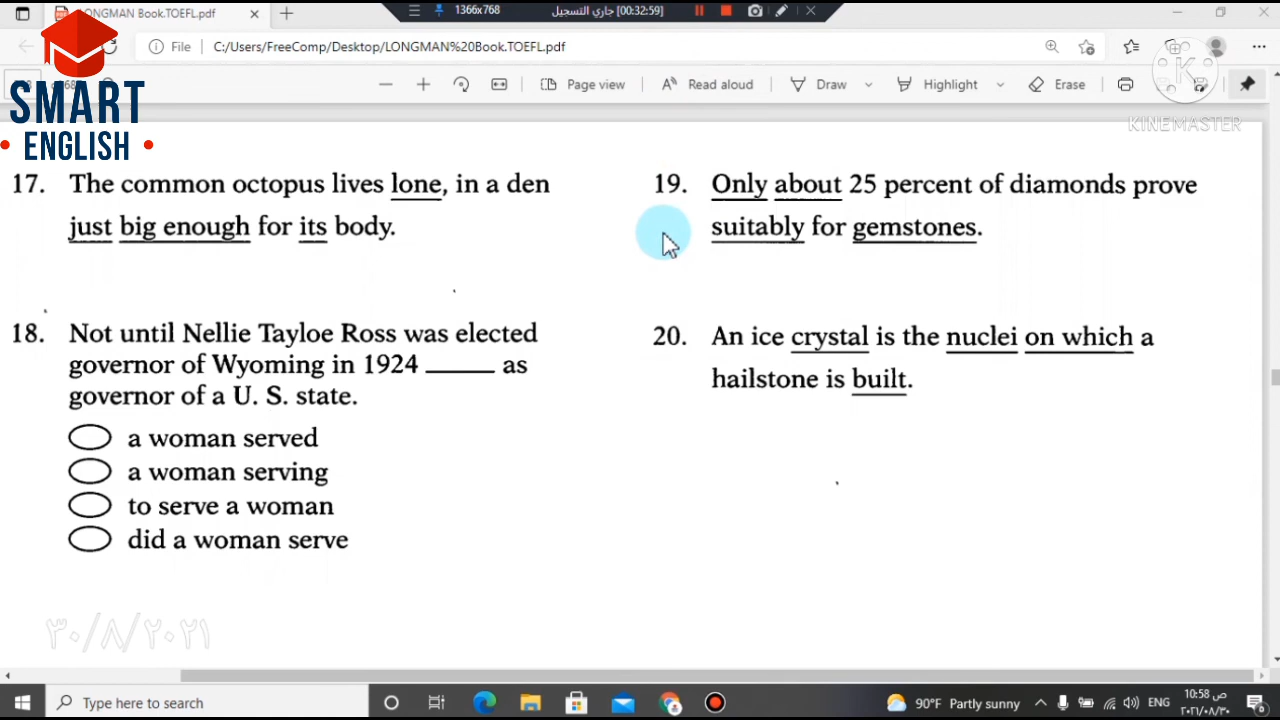 LONGMAN Book.TOEFL.pdf
1366x768
[00:32:59] جاري التسجيل
File
C:/Users/FreeComp/Desktop/LONGMAN%20Book.TOEFL.pdf
Page view
Read aloud
Draw
Highlight
Erase
SMART
ENGLISH
K
KINEMASTER
17. The common octopus lives lone, in a den
just big enough for its body.
18. Not until Nellie Tayloe Ross was elected
governor of Wyoming in 1924 _____ as
governor of a U. S. state.
a woman served
a woman serving
to serve a woman
did a woman serve
19. Only about 25 percent of diamonds prove
suitably for gemstones.
20. An ice crystal is the nuclei on which a
hailstone is built.
٣٠/٨/٢٠٢١
Type here to search
90°F Partly sunny
ENG
10:58 ص
٢٠٢١/٠٨/٣٠